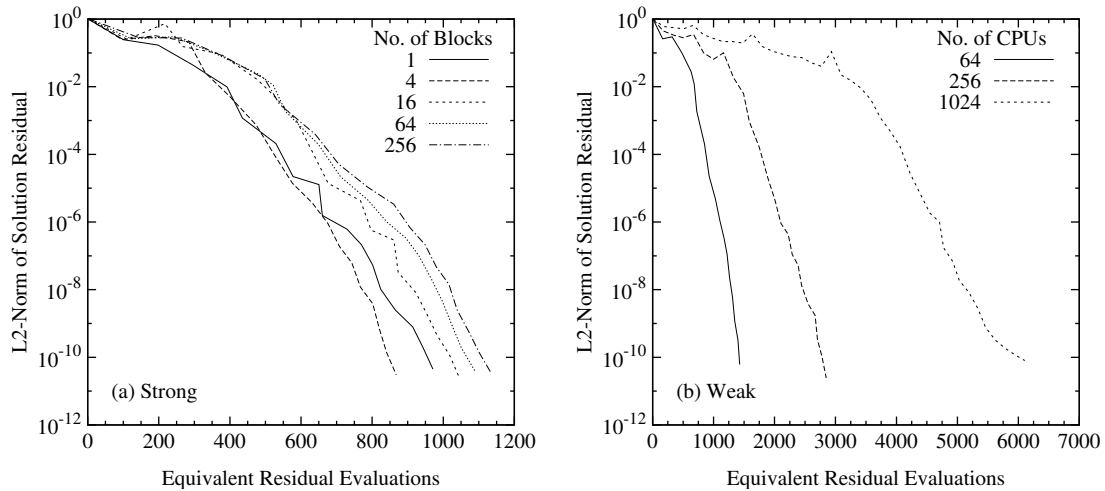 L2-Norm of Solution Residual
10^0
10^-2
10^-4
10^-6
10^-8
10^-10
10^-12
No. of Blocks
1
4
16
64
256
(a) Strong
0 200 400 600 800 1000 1200
Equivalent Residual Evaluations
L2-Norm of Solution Residual
10^0
10^-2
10^-4
10^-6
10^-8
10^-10
10^-12
No. of CPUs
64
256
1024
(b) Weak
0 1000 2000 3000 4000 5000 6000 7000
Equivalent Residual Evaluations